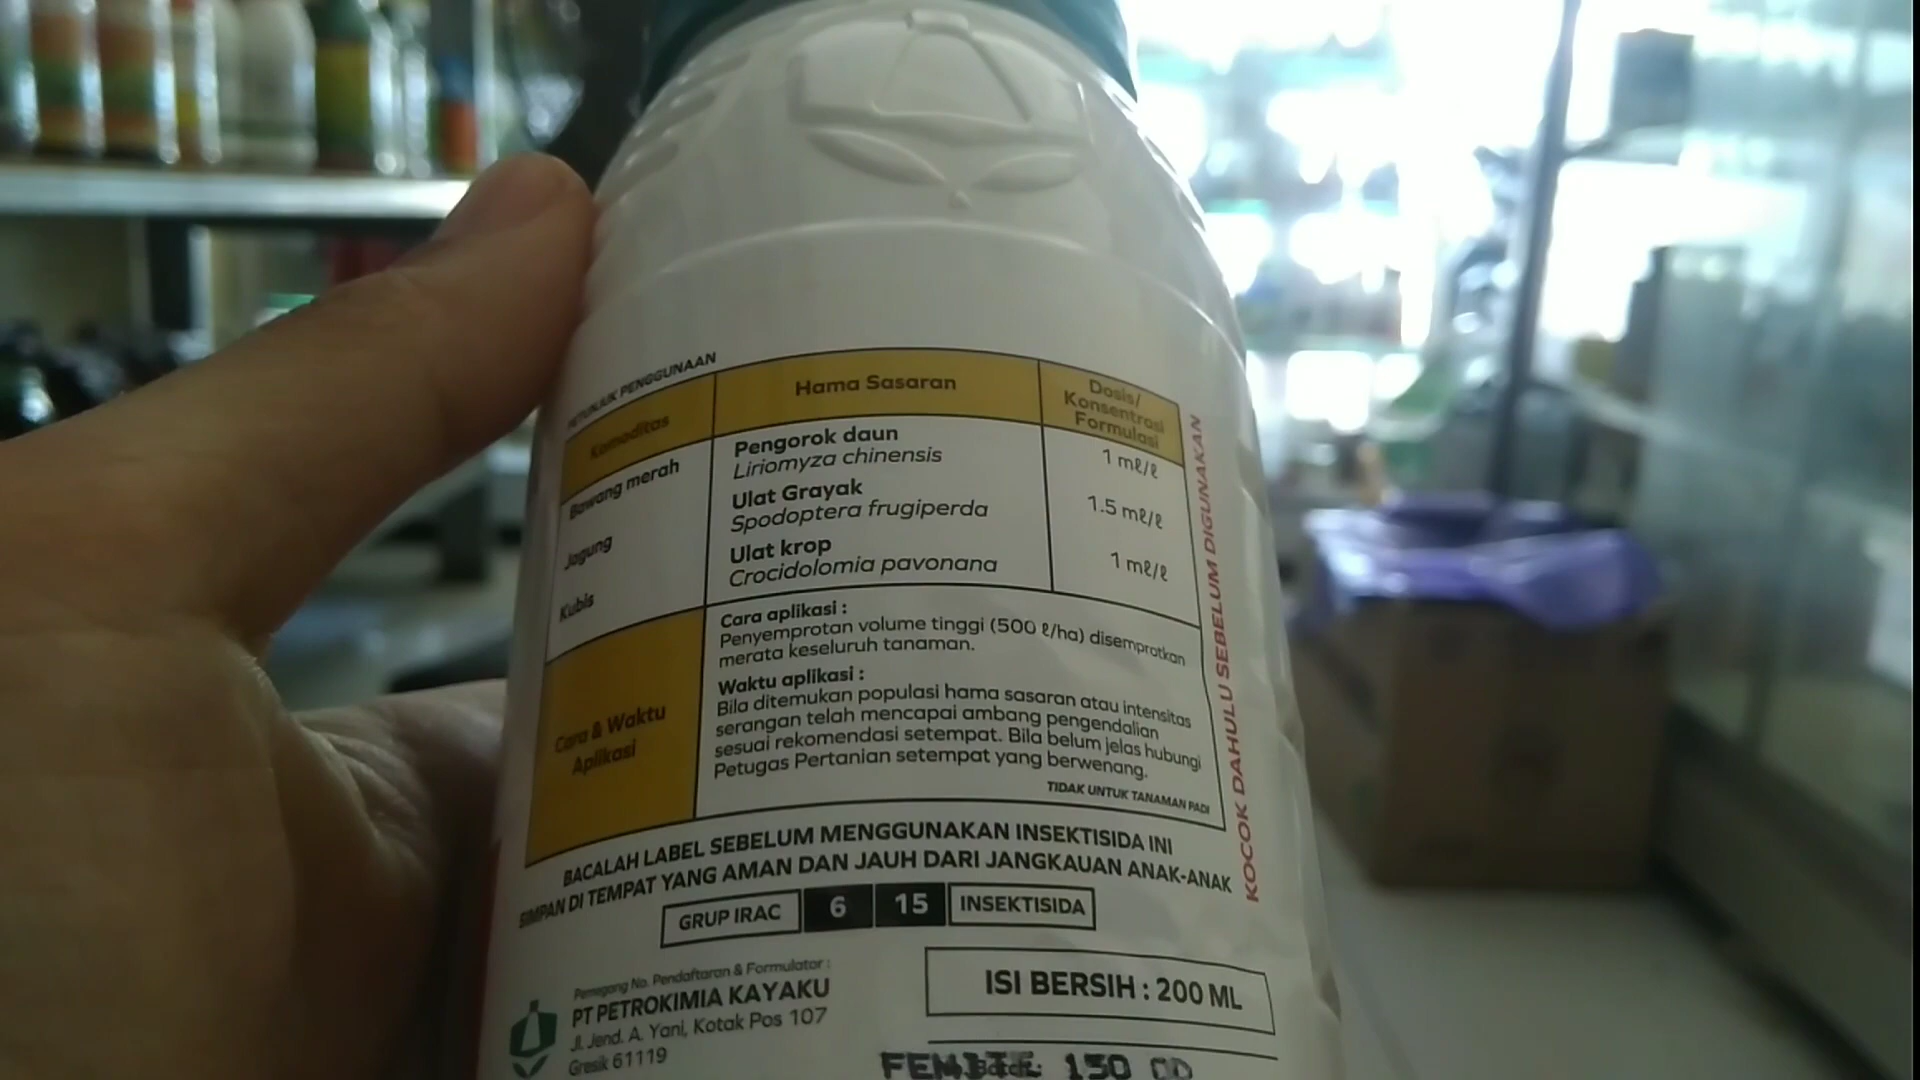 PETUNJUK PENGGUNAAN
Komoditas
Hama Sasaran
Dosis/
Konsentrasi
Formulasi
Bawang merah
Pengorok daun
Liriomyza chinensis
1 mℓ/ℓ
Jagung
Ulat Grayak
Spodoptera frugiperda
1.5 mℓ/ℓ
Kubis
Ulat krop
Crocidolomia pavonana
1 mℓ/ℓ
Cara & Waktu
Aplikasi
Cara aplikasi :
Penyemprotan volume tinggi (500 ℓ/ha) disemprotkan
merata keseluruh tanaman.
Waktu aplikasi :
Bila ditemukan populasi hama sasaran atau intensitas
serangan telah mencapai ambang pengendalian
sesuai rekomendasi setempat. Bila belum jelas hubungi
Petugas Pertanian setempat yang berwenang.
TIDAK UNTUK TANAMAN PADI
KOCOK DAHULU SEBELUM DIGUNAKAN
BACALAH LABEL SEBELUM MENGGUNAKAN INSEKTISIDA INI
SIMPAN DI TEMPAT YANG AMAN DAN JAUH DARI JANGKAUAN ANAK-ANAK
GRUP IRAC 6 15 INSEKTISIDA
Pemegang No. Pendaftaran & Formulator :
PT PETROKIMIA KAYAKU
Jl. Jend. A. Yani, Kotak Pos 107
Gresik 61119
ISI BERSIH : 200 ML
150